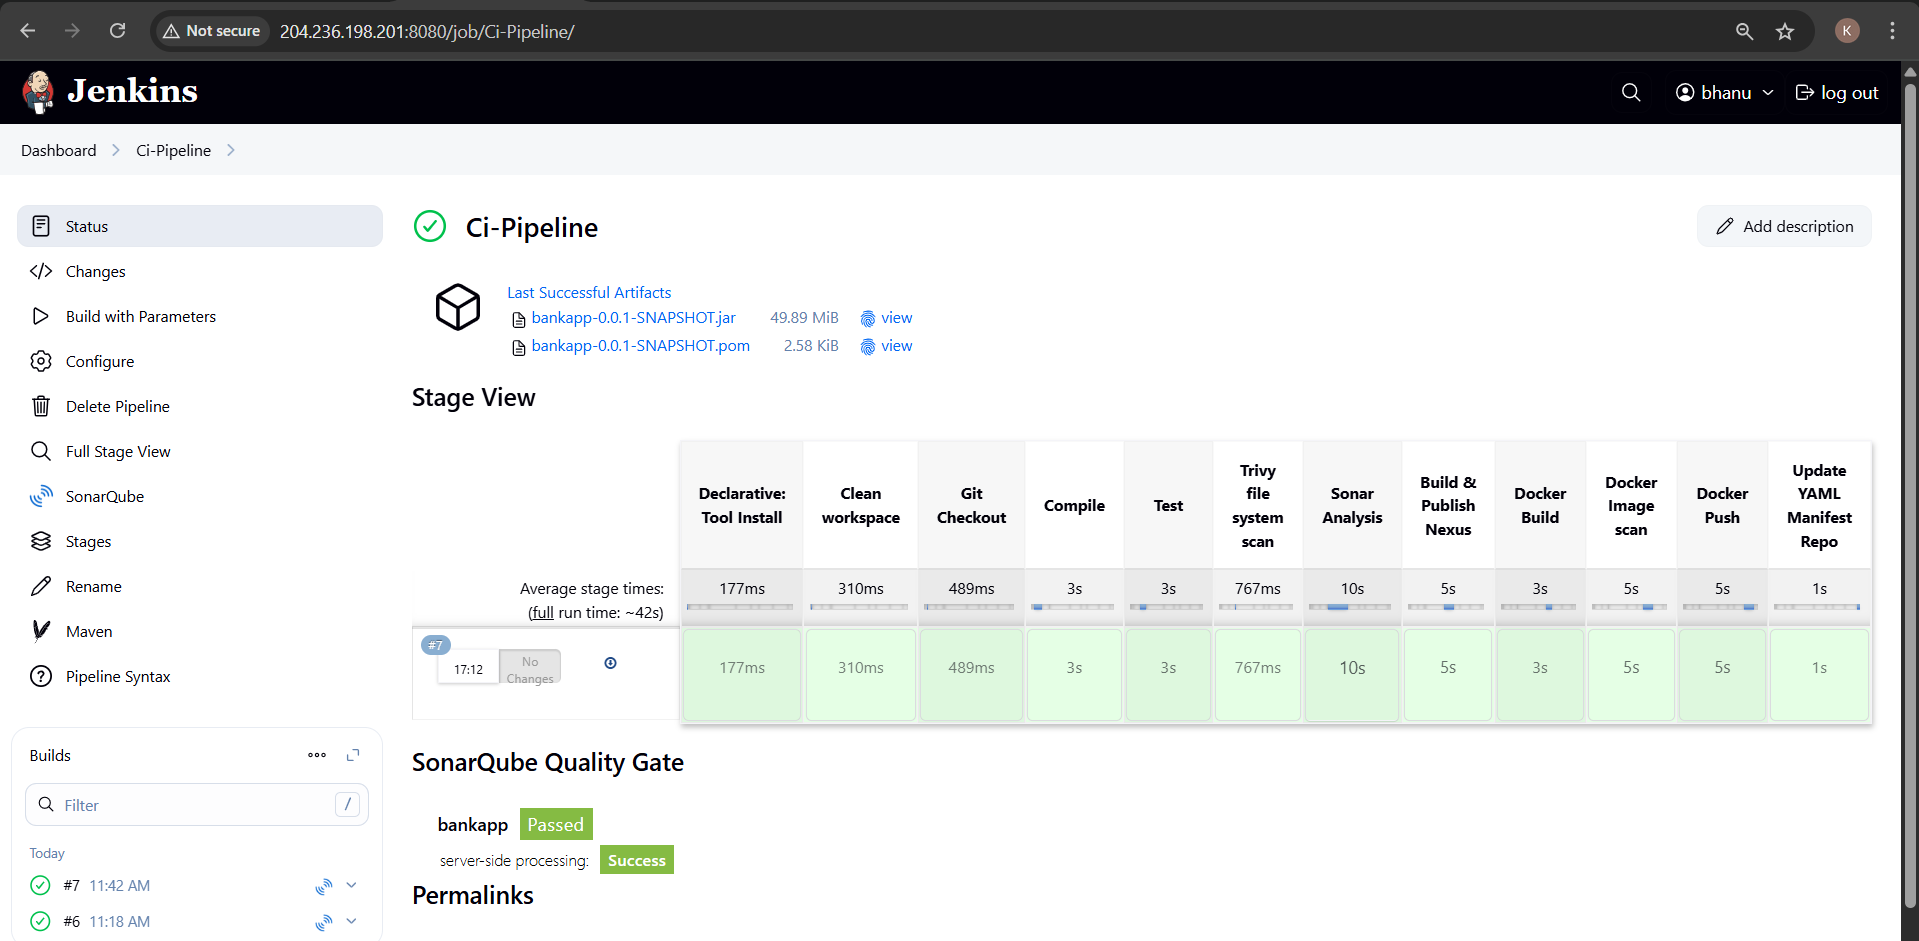 Not secure 204.236.198.201:8080/job/Ci-Pipeline/ K
Jenkins bhanu log out
Dashboard Ci-Pipeline
Status
Changes
Build with Parameters
Configure
Delete Pipeline
Full Stage View
SonarQube
Stages
Rename
Maven
Pipeline Syntax
Builds
Filter /
Today
#7 11:42 AM
#6 11:18 AM
Ci-Pipeline Add description
Last Successful Artifacts
bankapp-0.0.1-SNAPSHOT.jar 49.89 MiB view
bankapp-0.0.1-SNAPSHOT.pom 2.58 KiB view
Stage View
Declarative:
Tool Install
Clean
workspace
Git
Checkout
Compile
Test
Trivy
file
system
scan
Sonar
Analysis
Build &
Publish
Nexus
Docker
Build
Docker
Image
scan
Docker
Push
Update
YAML
Manifest
Repo
Average stage times:
(full run time: ~42s)
177ms 310ms 489ms 3s 3s 767ms 10s 5s 3s 5s 5s 1s
#7
17:12
No
Changes
177ms 310ms 489ms 3s 3s 767ms 10s 5s 3s 5s 5s 1s
SonarQube Quality Gate
bankapp Passed
server-side processing: Success
Permalinks